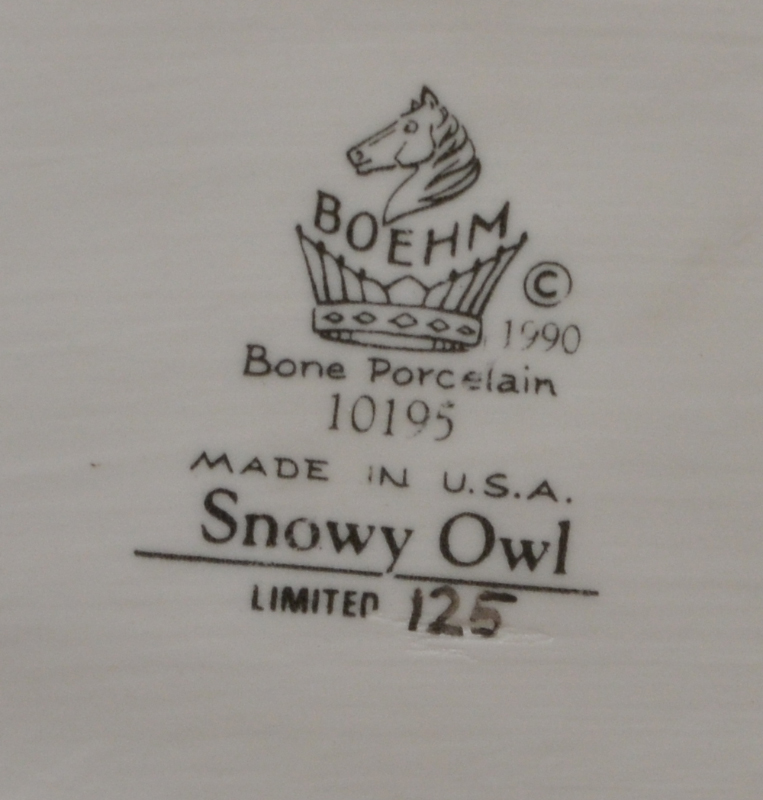 BOEHM
© 1990
Bone Porcelain
10195
MADE IN U.S.A.
Snowy Owl
LIMITED 125